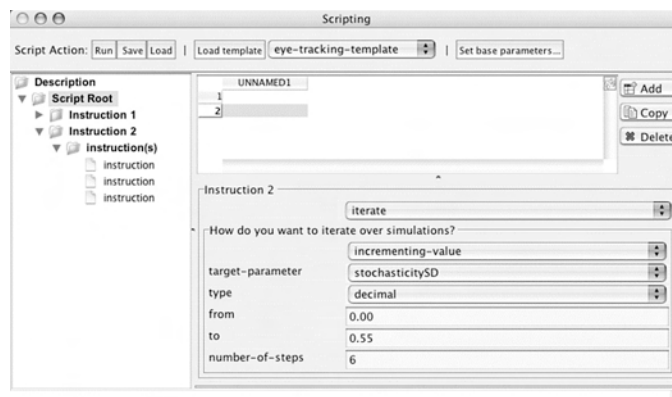 Scripting
Script Action: Run Save Load | Load template eye-tracking-template | Set base parameters...
Description
Script Root
Instruction 1
Instruction 2
instruction(s)
instruction
instruction
instruction
UNNAMED1
1
2
Add
Copy
Delete
Instruction 2
iterate
How do you want to iterate over simulations?
incrementing-value
target-parameter stochasticitySD
type decimal
from 0.00
to 0.55
number-of-steps 6